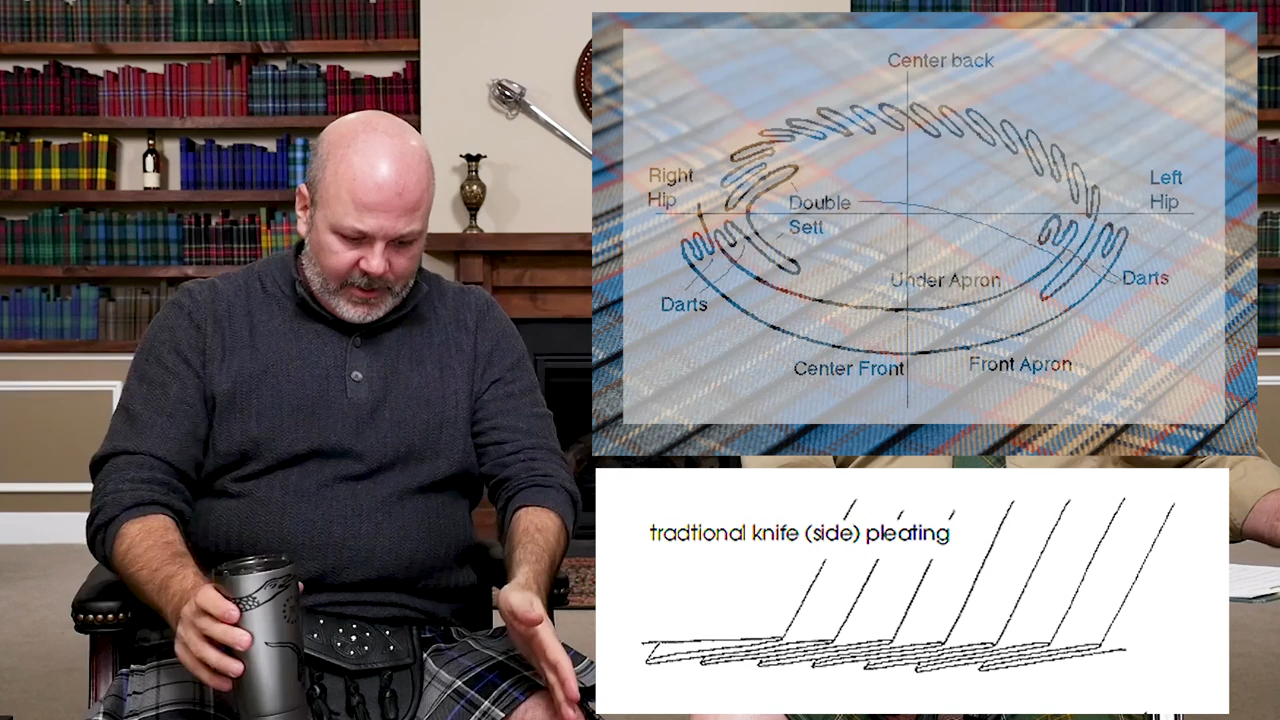 Center back
Right
Hip
Left
Hip
Double
Sett
Under Apron
Darts
Darts
Center Front
Front Apron
tradtional knife (side) pleating